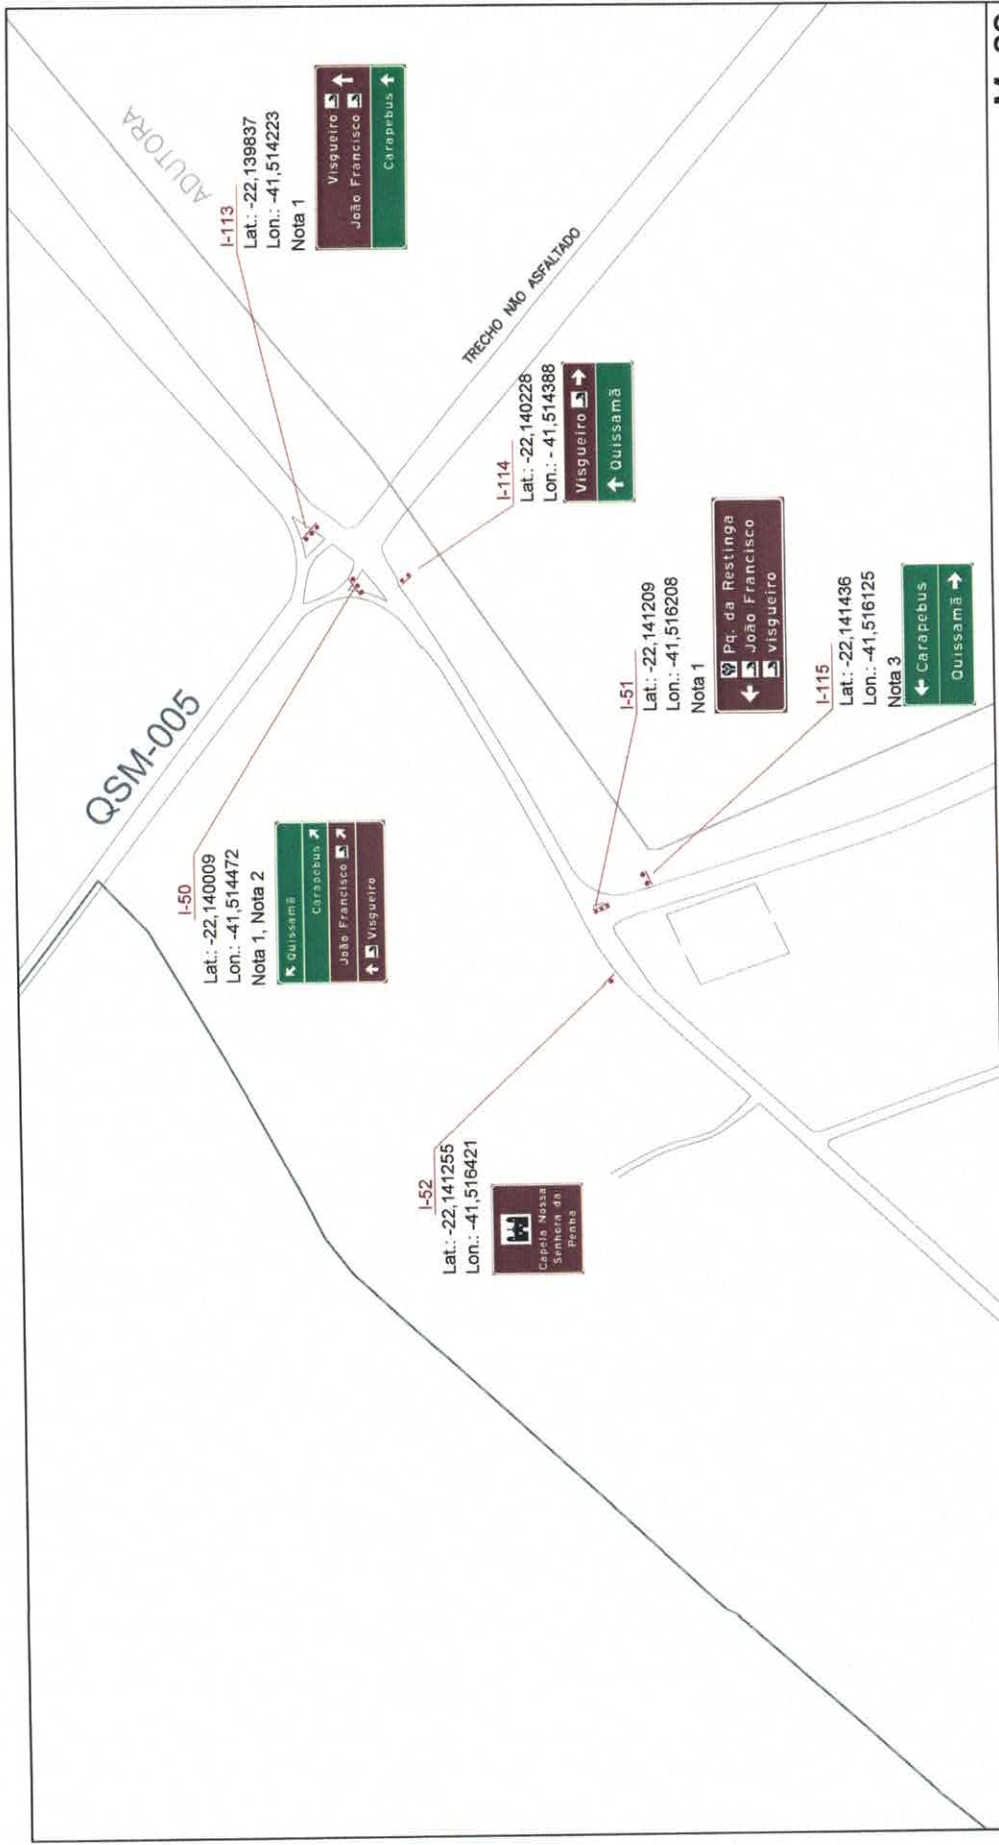 QSM-005
ADUTORA
TRECHO NÃO ASFALTADO
I-52
Lat.: -22,141255
Lon.: -41,516421
Capela Nossa
Senhora da
Penha
I-50
Lat.: -22,140009
Lon.: -41,514472
Nota 1, Nota 2
↖ Quissamã
Carapebus ↗
João Francisco ↗
↑ Visgueiro
I-51
Lat.: -22,141209
Lon.: -41,516208
Nota 1
Pq. da Restinga
← João Francisco
Visgueiro
I-115
Lat.: -22,141436
Lon.: -41,516125
Nota 3
← Carapebus
Quissamã →
I-114
Lat.: -22,140228
Lon.: - 41,514388
Visgueiro →
↑ Quissamã
I-113
Lat.: -22,139837
Lon.: -41,514223
Nota 1
Visgueiro
João Francisco ↑
Carapebus ↑